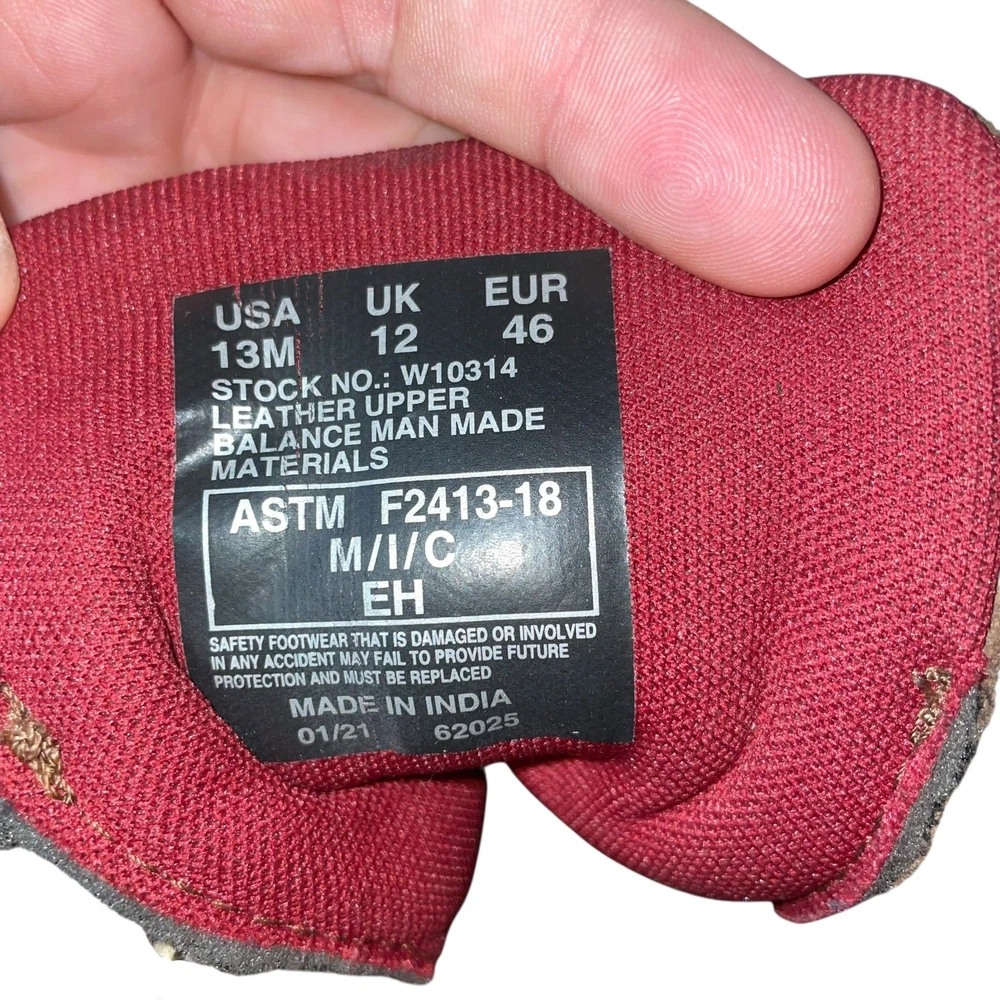 USA UK EUR
13M 12 46
STOCK NO.: W10314
LEATHER UPPER
BALANCE MAN MADE
MATERIALS
ASTM F2413-18
M/I/C
EH
SAFETY FOOTWEAR THAT IS DAMAGED OR INVOLVED
IN ANY ACCIDENT MAY FAIL TO PROVIDE FUTURE
PROTECTION AND MUST BE REPLACED
MADE IN INDIA
01/21 62025